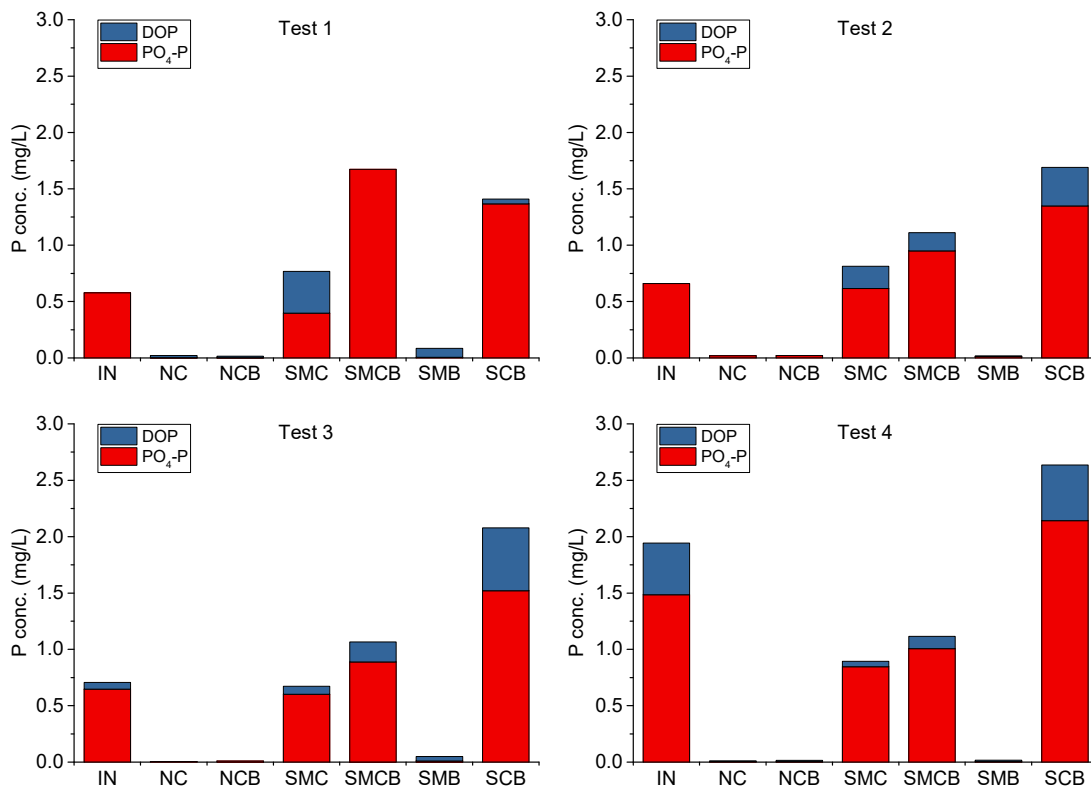 Test 1
DOP
PO₄-P
P conc. (mg/L)
3.0
2.5
2.0
1.5
1.0
0.5
0.0
IN NC NCB SMC SMCB SMB SCB
Test 2
DOP
PO₄-P
P conc. (mg/L)
3.0
2.5
2.0
1.5
1.0
0.5
0.0
IN NC NCB SMC SMCB SMB SCB
Test 3
DOP
PO₄-P
P conc. (mg/L)
3.0
2.5
2.0
1.5
1.0
0.5
0.0
IN NC NCB SMC SMCB SMB SCB
Test 4
DOP
PO₄-P
P conc. (mg/L)
3.0
2.5
2.0
1.5
1.0
0.5
0.0
IN NC NCB SMC SMCB SMB SCB